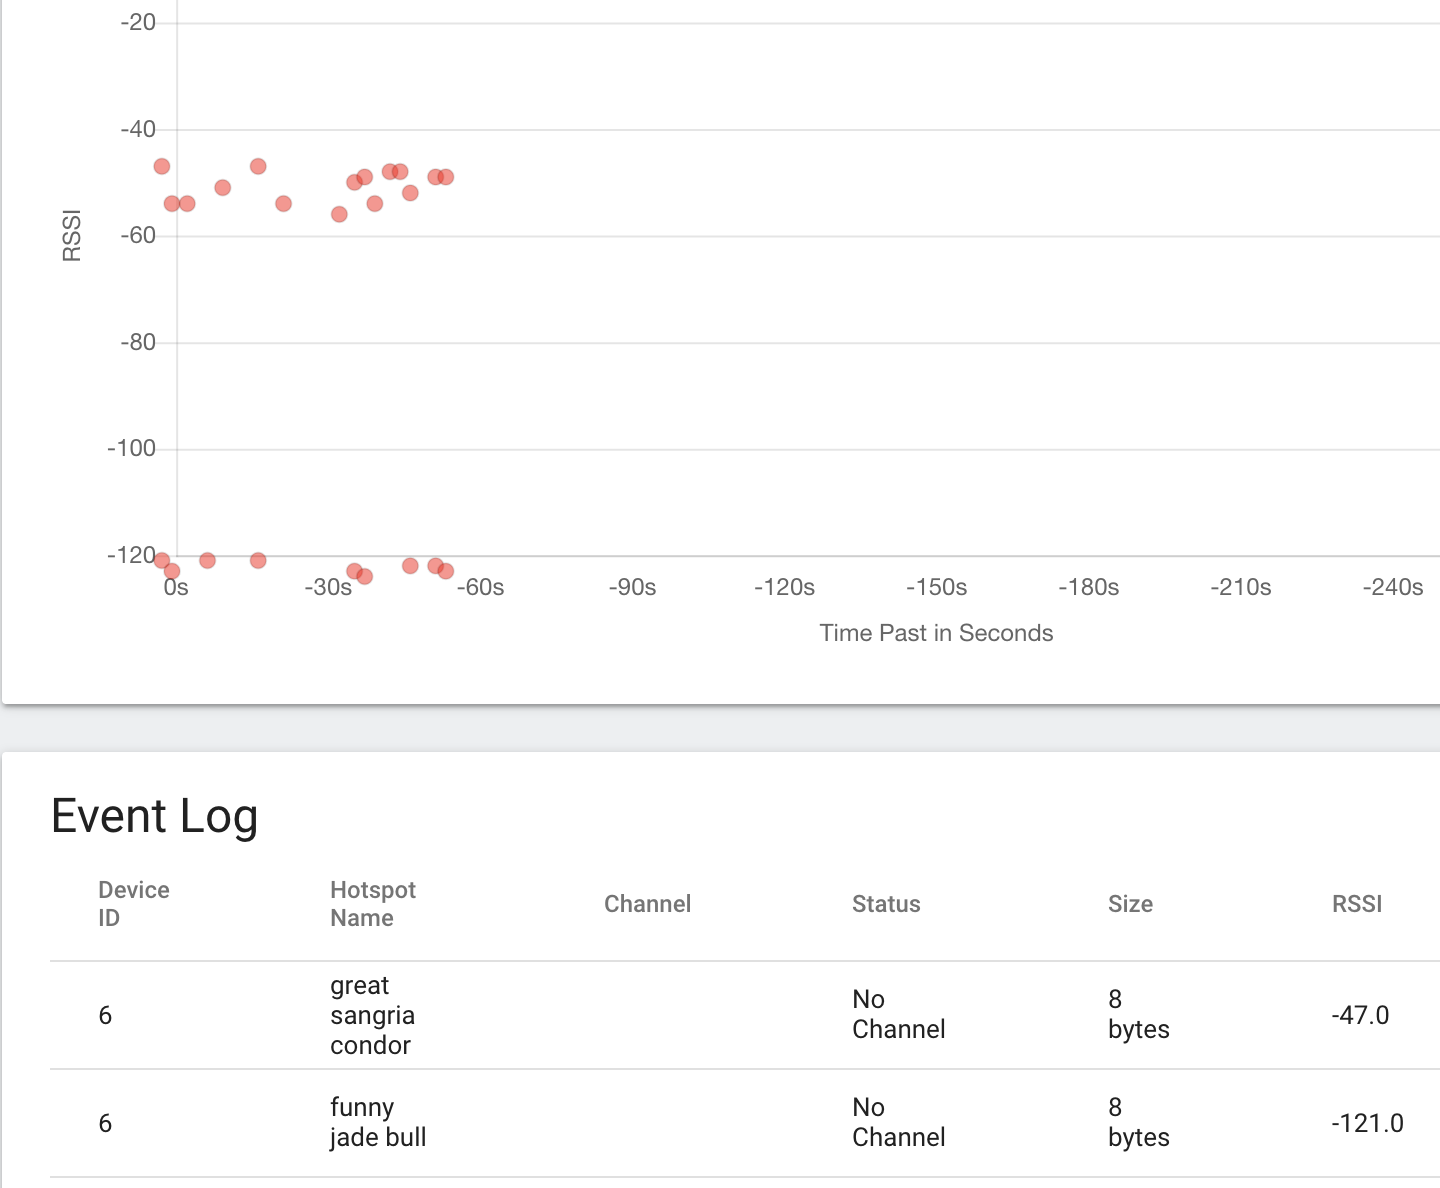 -20
-40
-60
-80
-100
-120
RSSI
0s -30s -60s -90s -120s -150s -180s -210s -240s
Time Past in Seconds
Event Log
Device ID Hotspot Name Channel Status Size RSSI
6 great sangria condor No Channel 8 bytes -47.0
6 funny jade bull No Channel 8 bytes -121.0